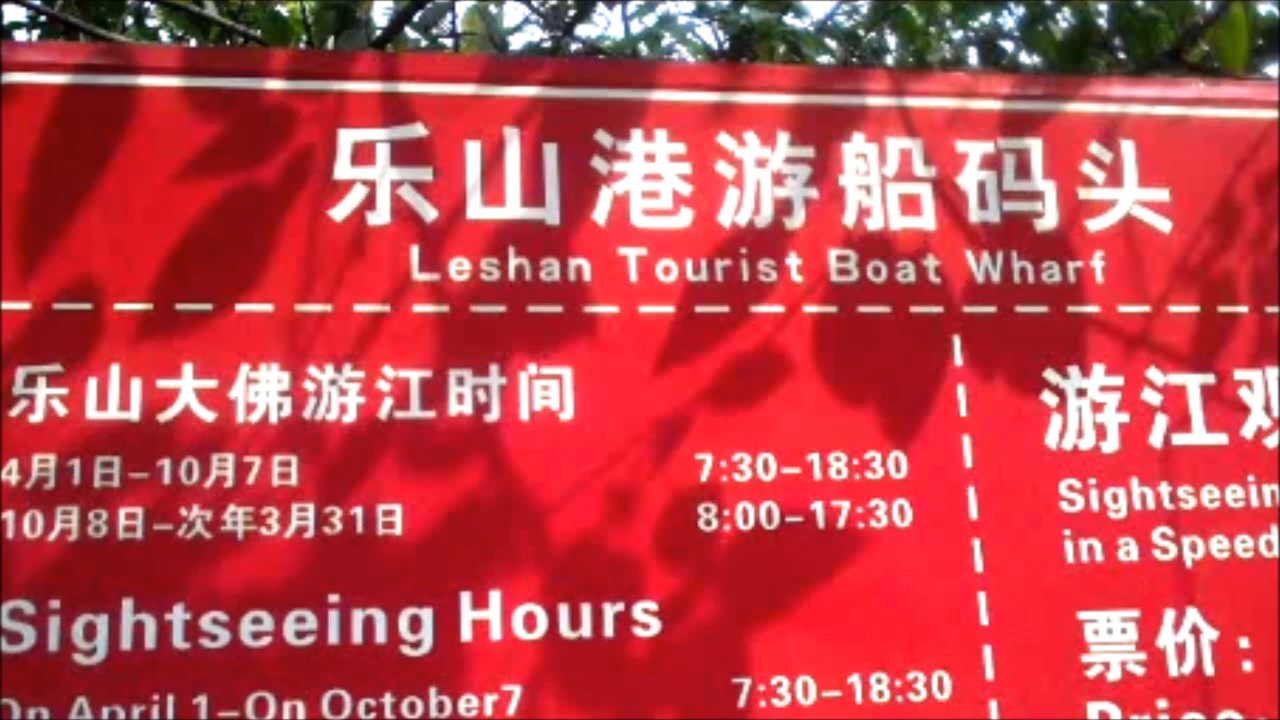 乐山港游船码头
Leshan Tourist Boat Wharf
乐山大佛游江时间
4月1日-10月7日 7:30-18:30
10月8日-次年3月31日 8:00-17:30
Sightseeing Hours
On April 1-On October7 7:30-18:30
游江观
Sightseein
in a Speed
票价:
Price: